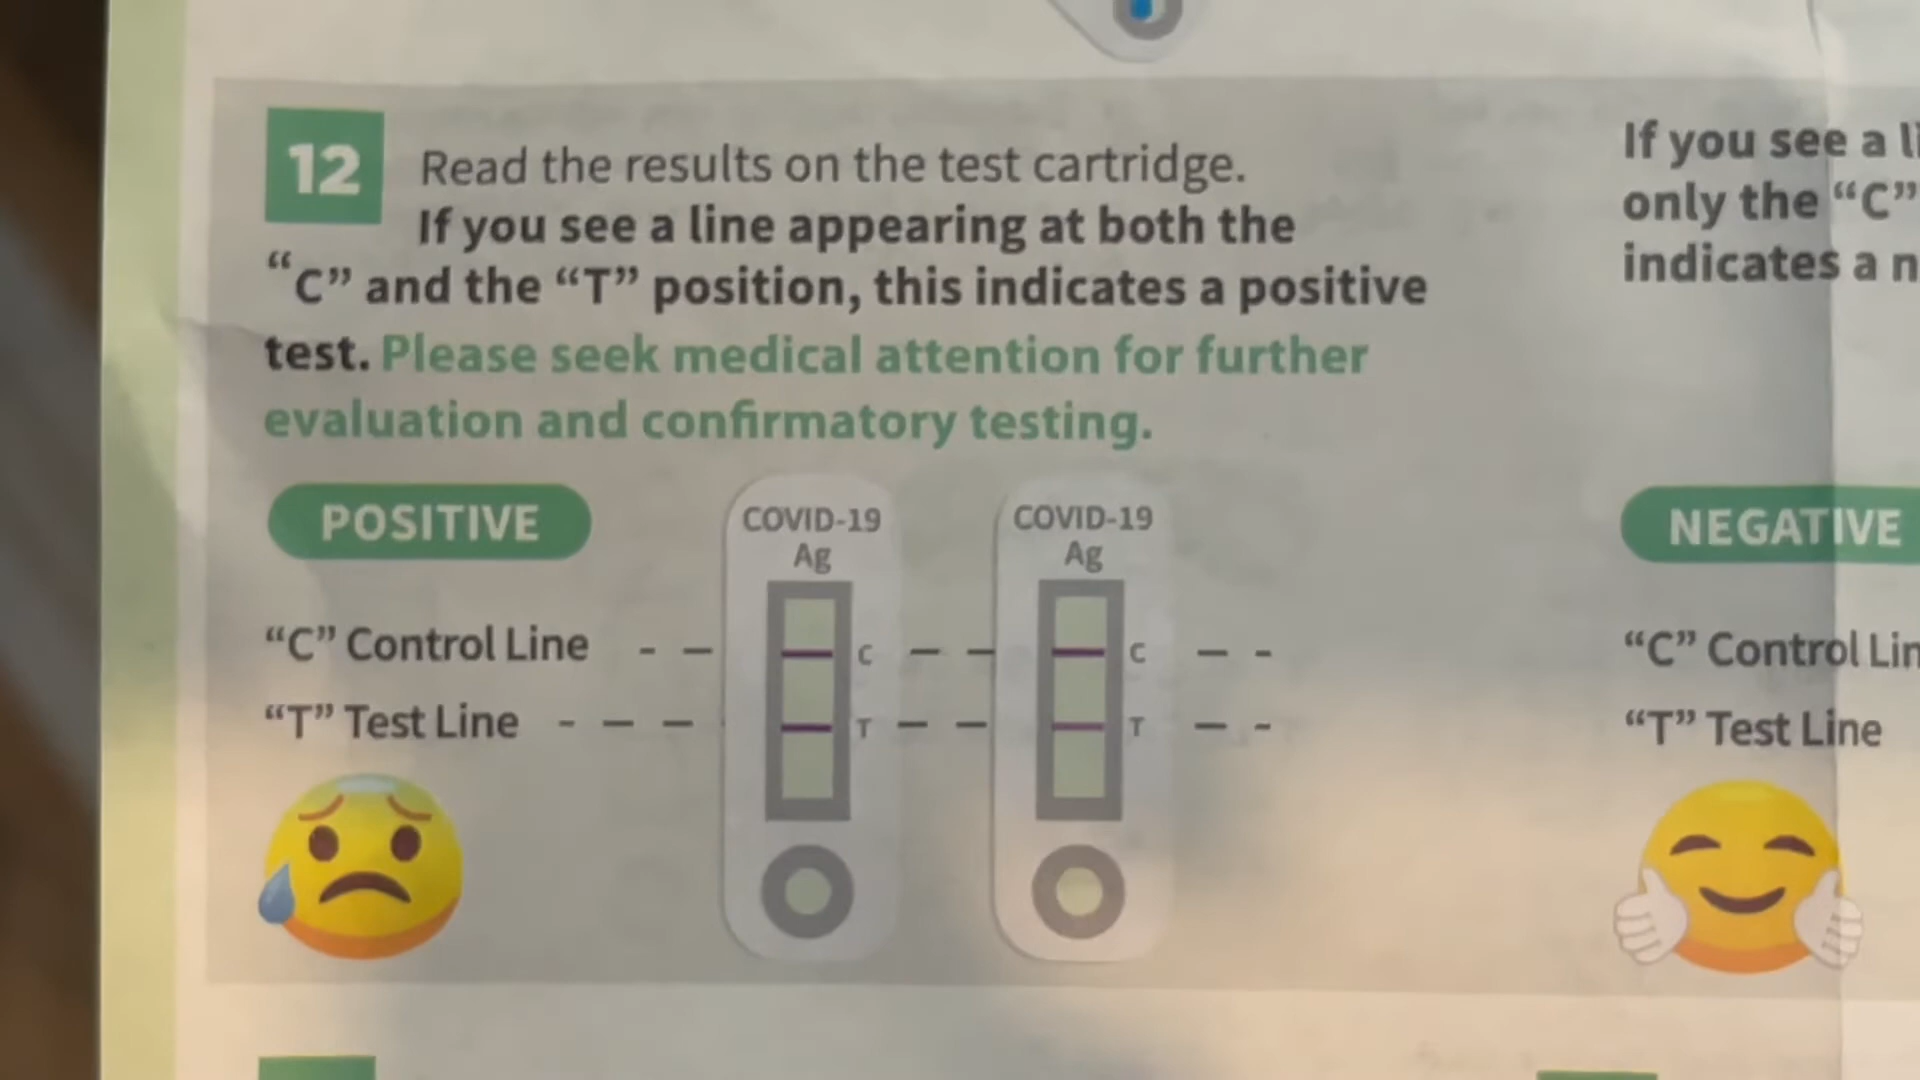 12
Read the results on the test cartridge.
If you see a line appearing at both the
“C” and the “T” position, this indicates a positive
test. Please seek medical attention for further
evaluation and confirmatory testing.
POSITIVE
COVID-19
Ag
COVID-19
Ag
“C” Control Line
C
C
“T” Test Line
T
T
If you see a
only the “C”
indicates a
NEGATIVE
“C” Control
“T” Test Line